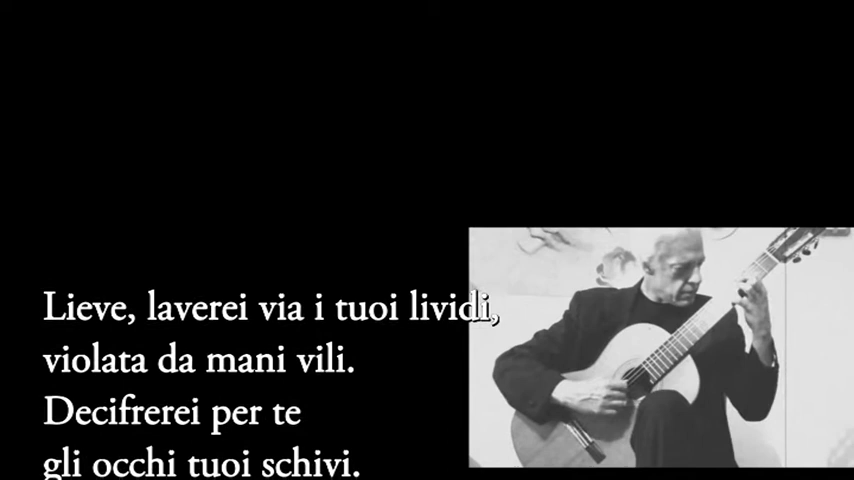 Lieve, laverei via i tuoi lividi,
violata da mani vili.
Decifrerei per te
gli occhi tuoi schivi.